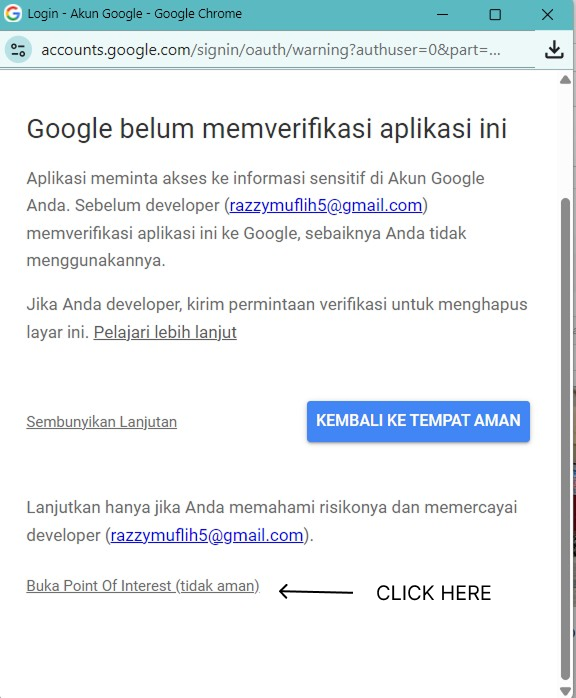 Login - Akun Google - Google Chrome
accounts.google.com/signin/oauth/warning?authuser=0&part=...
Google belum memverifikasi aplikasi ini
Aplikasi meminta akses ke informasi sensitif di Akun Google
Anda. Sebelum developer (razzymuflih5@gmail.com)
memverifikasi aplikasi ini ke Google, sebaiknya Anda tidak
menggunakannya.
Jika Anda developer, kirim permintaan verifikasi untuk menghapus
layar ini. Pelajari lebih lanjut
Sembunyikan Lanjutan
KEMBALI KE TEMPAT AMAN
Lanjutkan hanya jika Anda memahami risikonya dan memercayai
developer (razzymuflih5@gmail.com).
Buka Point Of Interest (tidak aman)
CLICK HERE